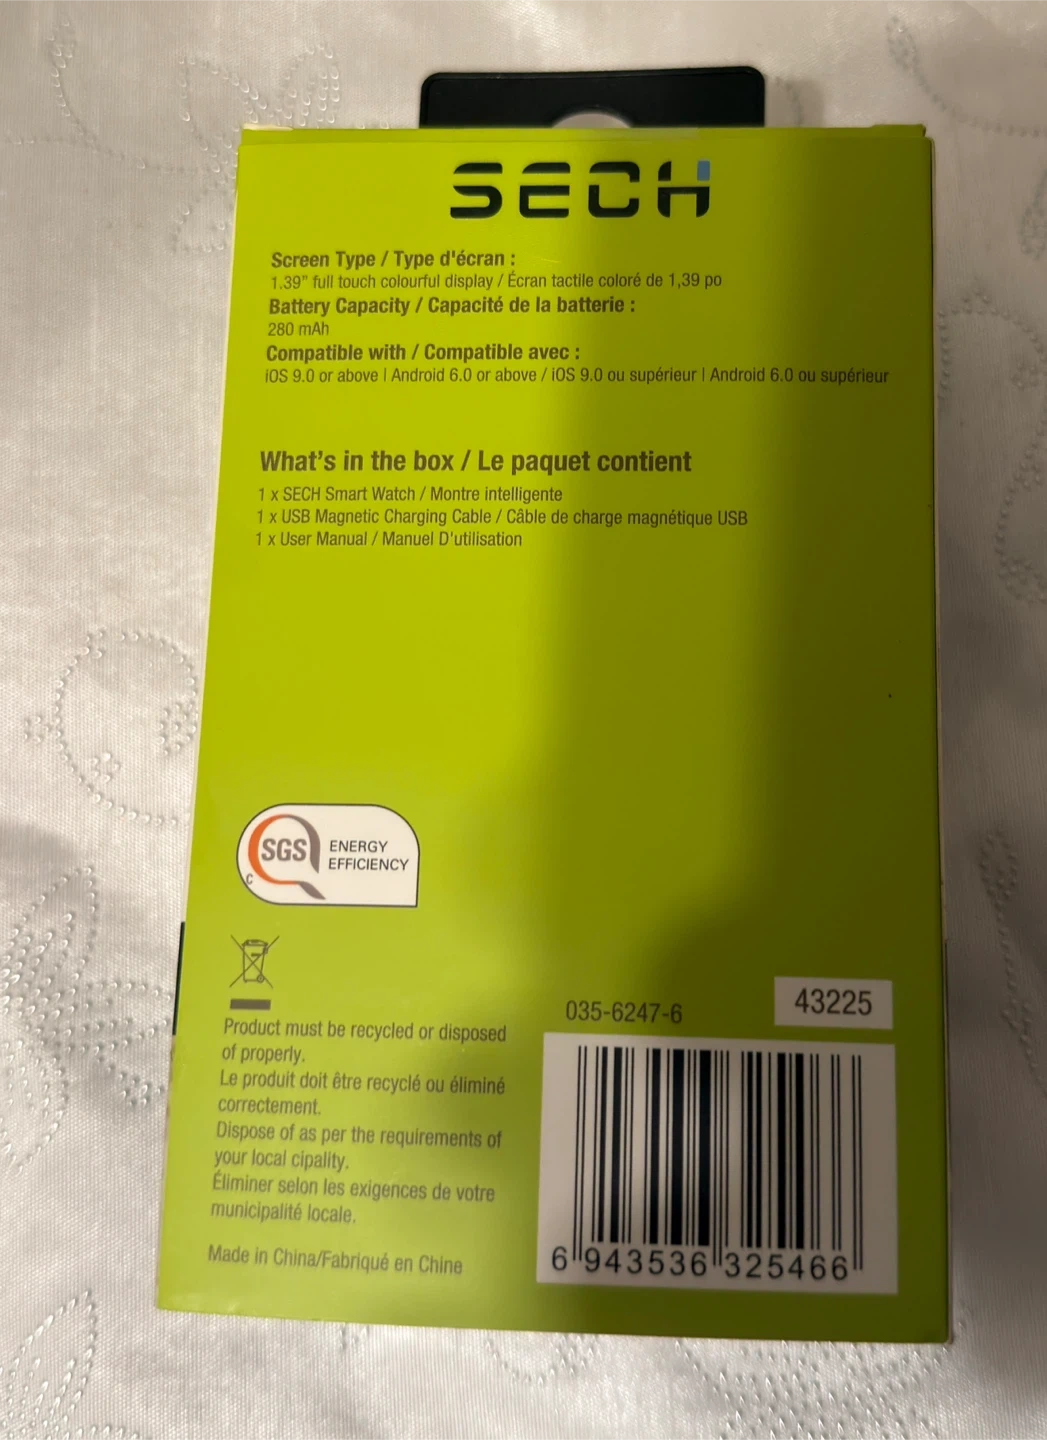 SECH
Screen Type / Type d'écran :
1.39" full touch colourful display / Écran tactile coloré de 1,39 po
Battery Capacity / Capacité de la batterie :
280 mAh
Compatible with / Compatible avec :
iOS 9.0 or above | Android 6.0 or above / iOS 9.0 ou supérieur | Android 6.0 ou supérieur
What's in the box / Le paquet contient
1 x SECH Smart Watch / Montre intelligente
1 x USB Magnetic Charging Cable / Câble de charge magnétique USB
1 x User Manual / Manuel D'utilisation
SGS
C
ENERGY
EFFICIENCY
Product must be recycled or disposed
of properly.
Le produit doit être recyclé ou éliminé
correctement.
Dispose of as per the requirements of
your local cipality.
Éliminer selon les exigences de votre
municipalité locale.
Made in China/Fabriqué en Chine
035-6247-6
43225
6 943536 325466